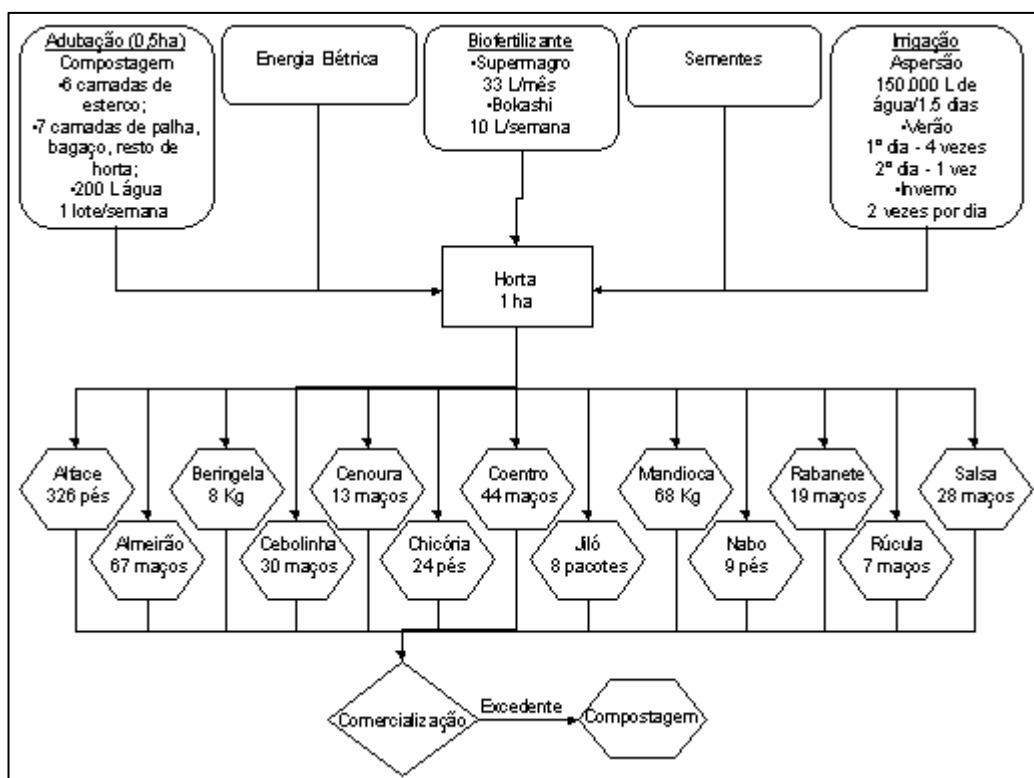 Adubação (0,5ha)
Compostagem
•6 camadas de
esterco;
•7 camadas de palha,
bagaço, resto de
horta;
•200 L água
1 lote/semana
Energia Elétrica
Biofertilizante
•Supermagro
33 L/mês
•Bokashi
10 L/semana
Sementes
Irrigação
Aspersão
150.000 L de
água/1.5 dias
•Verão
1º dia - 4 vezes
2º dia - 1 vez
•Inverno
2 vezes por dia
Horta
1 ha
Alface
326 pés
Almeirão
67 maços
Beringela
8 Kg
Cebolinha
30 maços
Cenoura
13 maços
Chicória
24 pés
Coentro
44 maços
Jiló
8 pacotes
Mandioca
68 Kg
Nabo
9 pés
Rabanete
19 maços
Rúcula
7 maços
Salsa
28 maços
Comercialização
Excedente
Compostagem